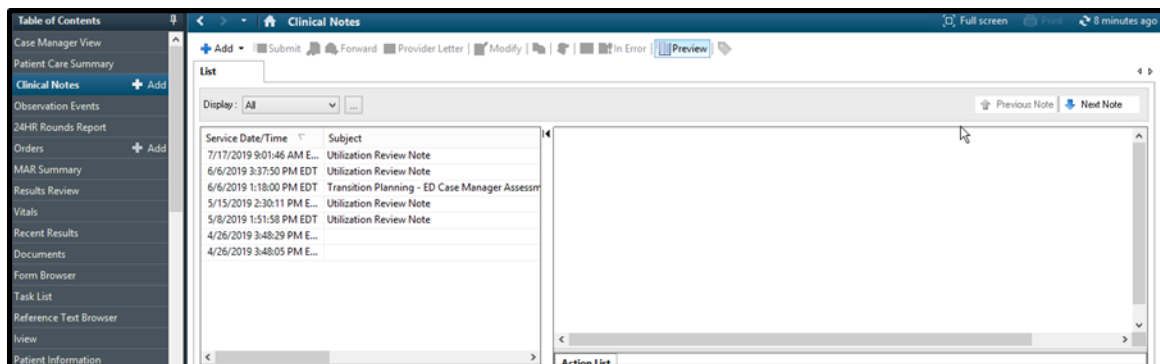 Table of Contents
Case Manager View
Patient Care Summary
Clinical Notes Add
Observation Events
24HR Rounds Report
Orders Add
MAR Summary
Results Review
Vitals
Recent Results
Documents
Form Browser
Task List
Reference Text Browser
Iview
Patient Information
Clinical Notes Full screen Print 8 minutes ago
Add Submit Forward Provider Letter Modify In Error Preview
List
Display: All ... Previous Note Next Note
Service Date/Time Subject
7/17/2019 9:01:46 AM E... Utilization Review Note
6/6/2019 3:37:50 PM EDT Utilization Review Note
6/6/2019 1:18:00 PM EDT Transition Planning - ED Case Manager Assessm
5/15/2019 2:30:11 PM E... Utilization Review Note
5/8/2019 1:51:58 PM EDT Utilization Review Note
4/26/2019 3:48:29 PM E...
4/26/2019 3:48:05 PM E...
Action List